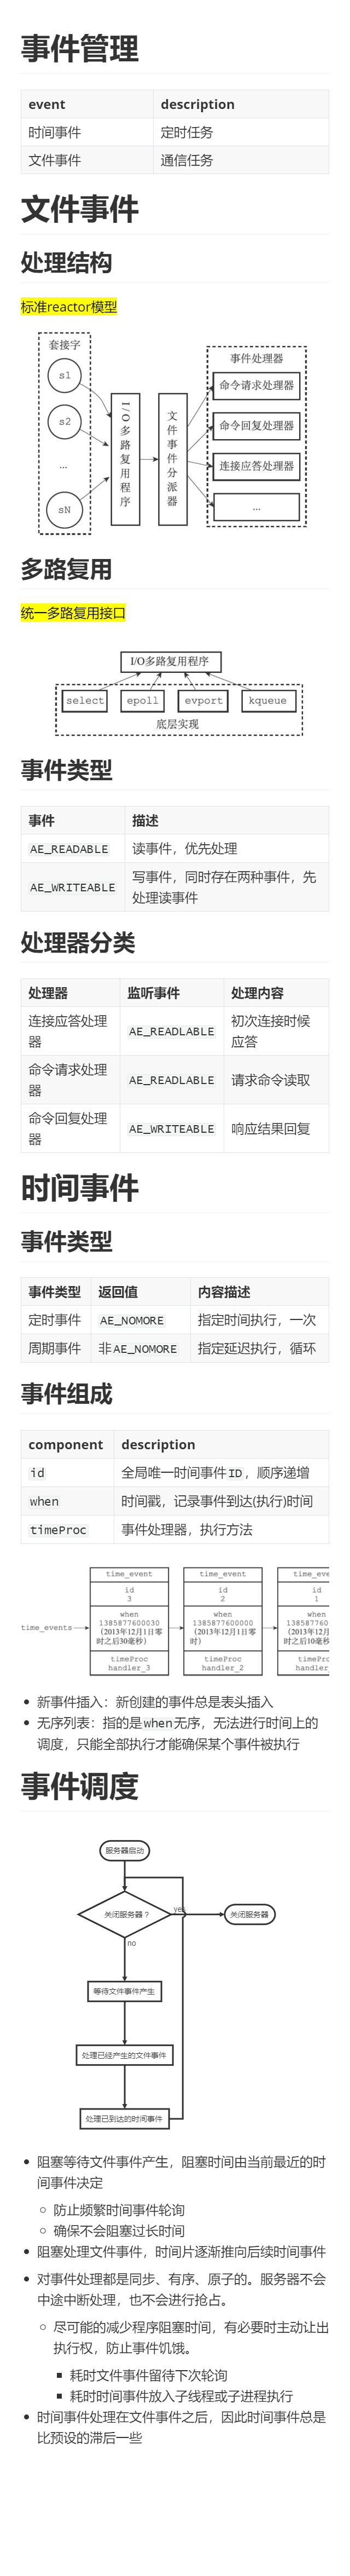 事件管理
event description
时间事件 定时任务
文件事件 通信任务
文件事件
处理结构
标准reactor模型
套接字
s1
s2
...
sN
I/O多路复用程序
文件事件分派器
事件处理器
命令请求处理器
命令回复处理器
连接应答处理器
...
多路复用
统一多路复用接口
I/O多路复用程序
select epoll evport kqueue
底层实现
事件类型
事件 描述
AE_READABLE 读事件，优先处理
AE_WRITEABLE 写事件，同时存在两种事件，先
处理读事件
处理器分类
处理器 监听事件 处理内容
连接应答处理
器 AE_READLABLE 初次连接时候
应答
命令请求处理
器 AE_READLABLE 请求命令读取
命令回复处理
器 AE_WRITEABLE 响应结果回复
时间事件
事件类型
事件类型 返回值 内容描述
定时事件 AE_NOMORE 指定时间执行，一次
周期事件 非AE_NOMORE 指定延迟执行，循环
事件组成
component description
id 全局唯一时间事件ID，顺序递增
when 时间戳，记录事件到达(执行)时间
timeProc 事件处理器，执行方法
time_events
time_event
id
3
when
1385877600030
（2013年12月1日零
时之后30毫秒）
timeProc
handler_3
time_event
id
2
when
1385877600000
（2013年12月1日零
时）
timeProc
handler_2
time_eve
id
1
when
13858776000
（2013年12月1
时之后10毫秒
timeProc
handler_
• 新事件插入：新创建的事件总是表头插入
• 无序列表：指的是when无序，无法进行时间上的
调度，只能全部执行才能确保某个事件被执行
事件调度
服务器启动
关闭服务器？
yes
关闭服务器
no
等待文件事件产生
处理已经产生的文件事件
处理已到达的时间事件
• 阻塞等待文件事件产生，阻塞时间由当前最近的时
间事件决定
◦ 防止频繁时间事件轮询
◦ 确保不会阻塞过长时间
• 阻塞处理文件事件，时间片逐渐推向后续时间事件
• 对事件处理都是同步、有序、原子的。服务器不会
中途中断处理，也不会进行抢占。
◦ 尽可能的减少程序阻塞时间，有必要时主动让出
执行权，防止事件饥饿。
▪ 耗时文件事件留待下次轮询
▪ 耗时时间事件放入子线程或子进程执行
• 时间事件处理在文件事件之后，因此时间事件总是
比预设的滞后一些